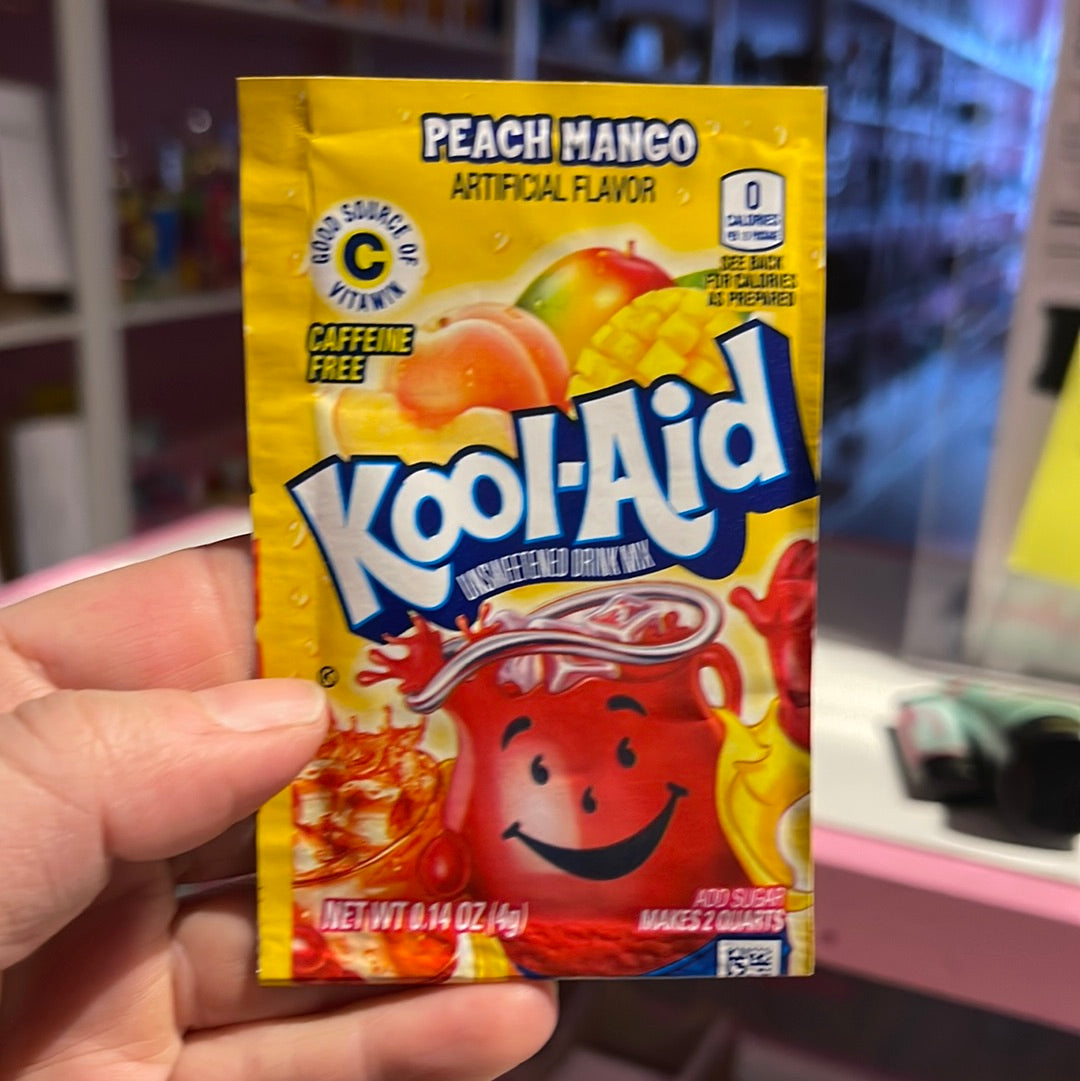 PEACH MANGO
ARTIFICIAL FLAVOR
GOOD SOURCE OF
C
VITAMIN
0
CALORIES
SEE BACK
FOR CALORIES
AS PREPARED
CAFFEINE
FREE
Kool-Aid
UNSWEETENED DRINK MIX
NET WT 0.14 OZ (4g)
ADD SUGAR
MAKES 2 QUARTS